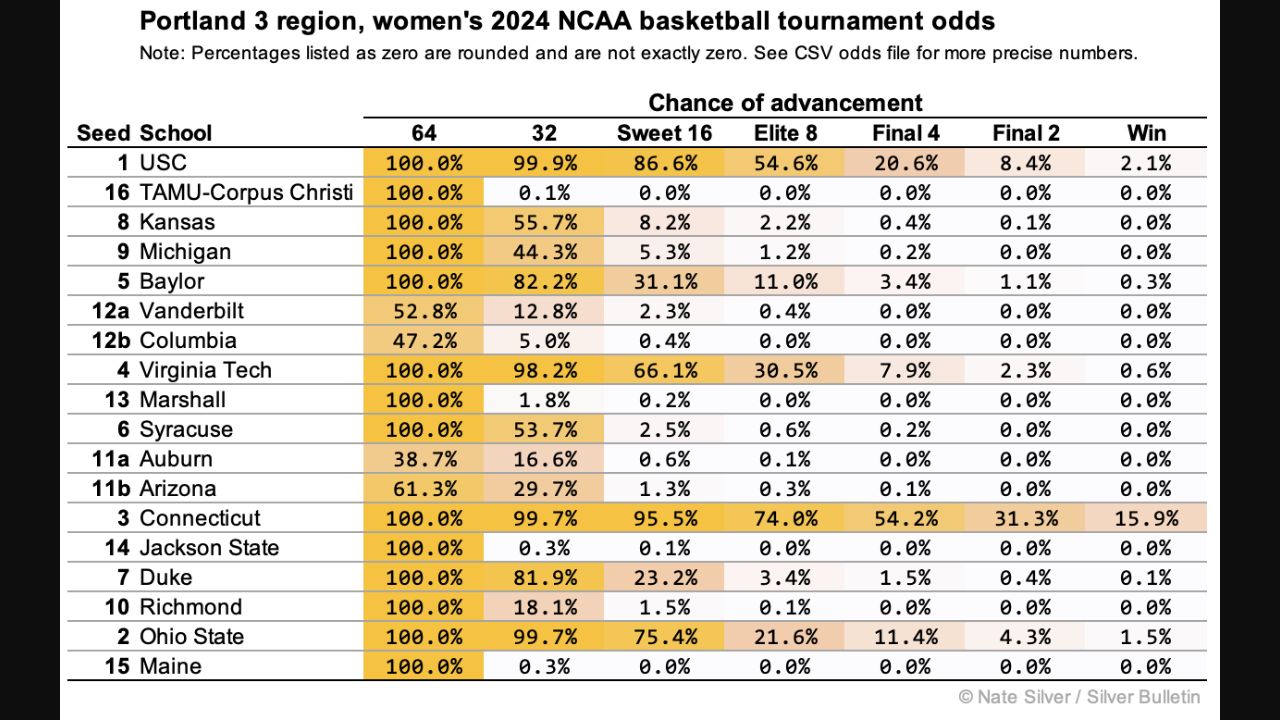 Portland 3 region, women's 2024 NCAA basketball tournament odds
Note: Percentages listed as zero are rounded and are not exactly zero. See CSV odds file for more precise numbers.
Chance of advancement
Seed School 64 32 Sweet 16 Elite 8 Final 4 Final 2 Win
1 USC 100.0% 99.9% 86.6% 54.6% 20.6% 8.4% 2.1%
16 TAMU-Corpus Christi 100.0% 0.1% 0.0% 0.0% 0.0% 0.0% 0.0%
8 Kansas 100.0% 55.7% 8.2% 2.2% 0.4% 0.1% 0.0%
9 Michigan 100.0% 44.3% 5.3% 1.2% 0.2% 0.0% 0.0%
5 Baylor 100.0% 82.2% 31.1% 11.0% 3.4% 1.1% 0.3%
12a Vanderbilt 52.8% 12.8% 2.3% 0.4% 0.0% 0.0% 0.0%
12b Columbia 47.2% 5.0% 0.4% 0.0% 0.0% 0.0% 0.0%
4 Virginia Tech 100.0% 98.2% 66.1% 30.5% 7.9% 2.3% 0.6%
13 Marshall 100.0% 1.8% 0.2% 0.0% 0.0% 0.0% 0.0%
6 Syracuse 100.0% 53.7% 2.5% 0.6% 0.2% 0.0% 0.0%
11a Auburn 38.7% 16.6% 0.6% 0.1% 0.0% 0.0% 0.0%
11b Arizona 61.3% 29.7% 1.3% 0.3% 0.1% 0.0% 0.0%
3 Connecticut 100.0% 99.7% 95.5% 74.0% 54.2% 31.3% 15.9%
14 Jackson State 100.0% 0.3% 0.1% 0.0% 0.0% 0.0% 0.0%
7 Duke 100.0% 81.9% 23.2% 3.4% 1.5% 0.4% 0.1%
10 Richmond 100.0% 18.1% 1.5% 0.1% 0.0% 0.0% 0.0%
2 Ohio State 100.0% 99.7% 75.4% 21.6% 11.4% 4.3% 1.5%
15 Maine 100.0% 0.3% 0.0% 0.0% 0.0% 0.0% 0.0%
© Nate Silver / Silver Bulletin